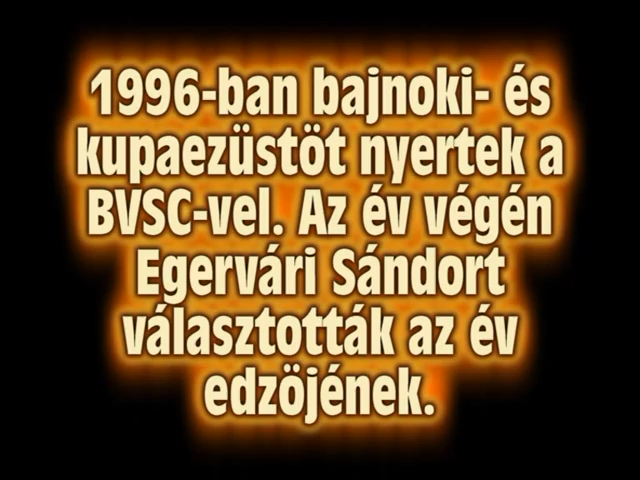 1996-ban bajnoki- és
kupaezüstöt nyertek a
BVSC-vel. Az év végén
Egervári Sándort
választották az év
edzöjének.